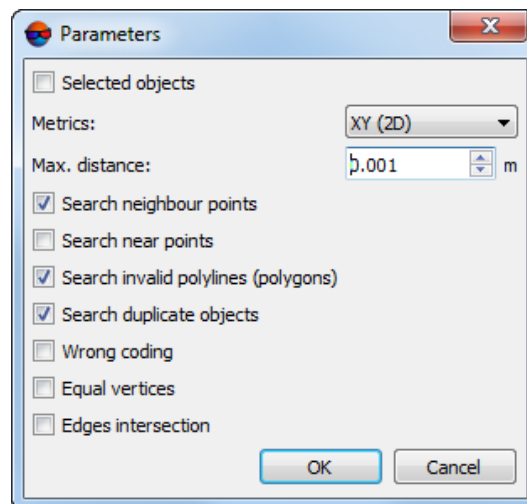 Parameters
Selected objects
Metrics: XY (2D)
Max. distance: 0.001 m
Search neighbour points
Search near points
Search invalid polylines (polygons)
Search duplicate objects
Wrong coding
Equal vertices
Edges intersection
OK Cancel